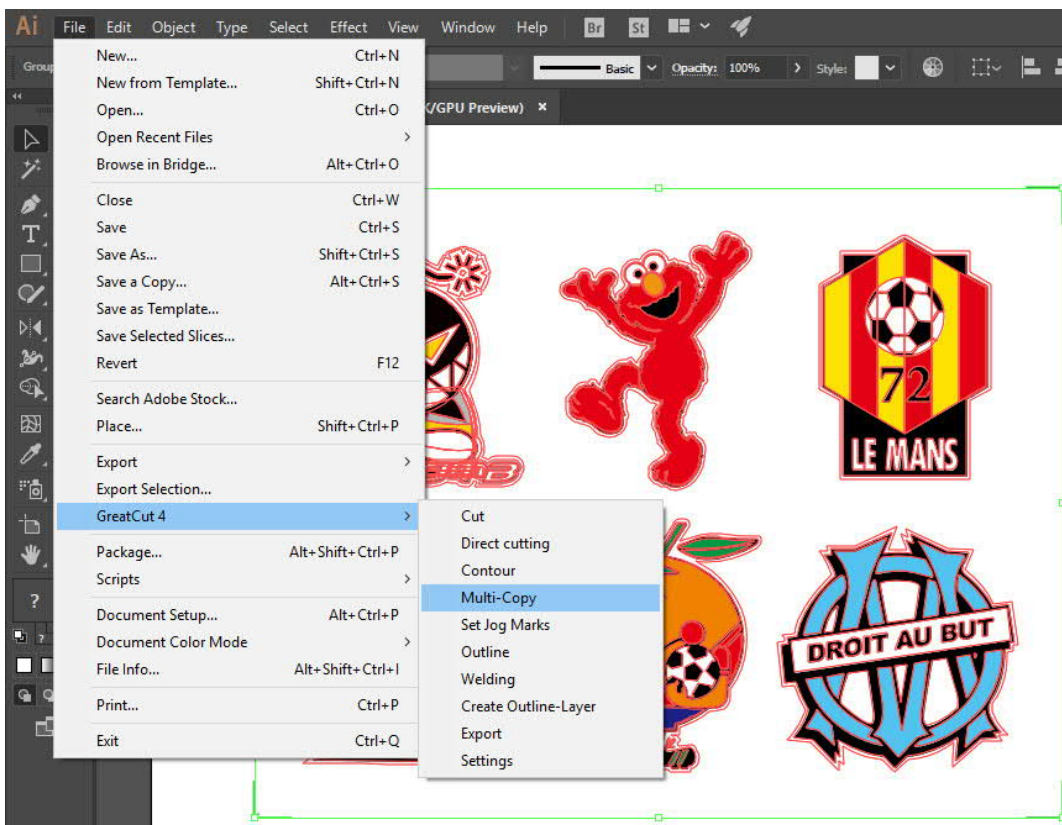 Ai File Edit Object Type Select Effect View Window Help Br St
Group Basic Opacity: 100% Style:
K/GPU Preview) ×
New... Ctrl+N
New from Template... Shift+Ctrl+N
Open... Ctrl+O
Open Recent Files
Browse in Bridge... Alt+Ctrl+O
Close Ctrl+W
Save Ctrl+S
Save As... Shift+Ctrl+S
Save a Copy... Alt+Ctrl+S
Save as Template...
Save Selected Slices...
Revert F12
Search Adobe Stock...
Place... Shift+Ctrl+P
Export
Export Selection...
GreatCut 4
Package... Alt+Shift+Ctrl+P
Scripts
Document Setup... Alt+Ctrl+P
Document Color Mode
File Info... Alt+Shift+Ctrl+I
Print... Ctrl+P
Exit Ctrl+Q
Cut
Direct cutting
Contour
Multi-Copy
Set Jog Marks
Outline
Welding
Create Outline-Layer
Export
Settings
72
LE MANS
DROIT AU BUT